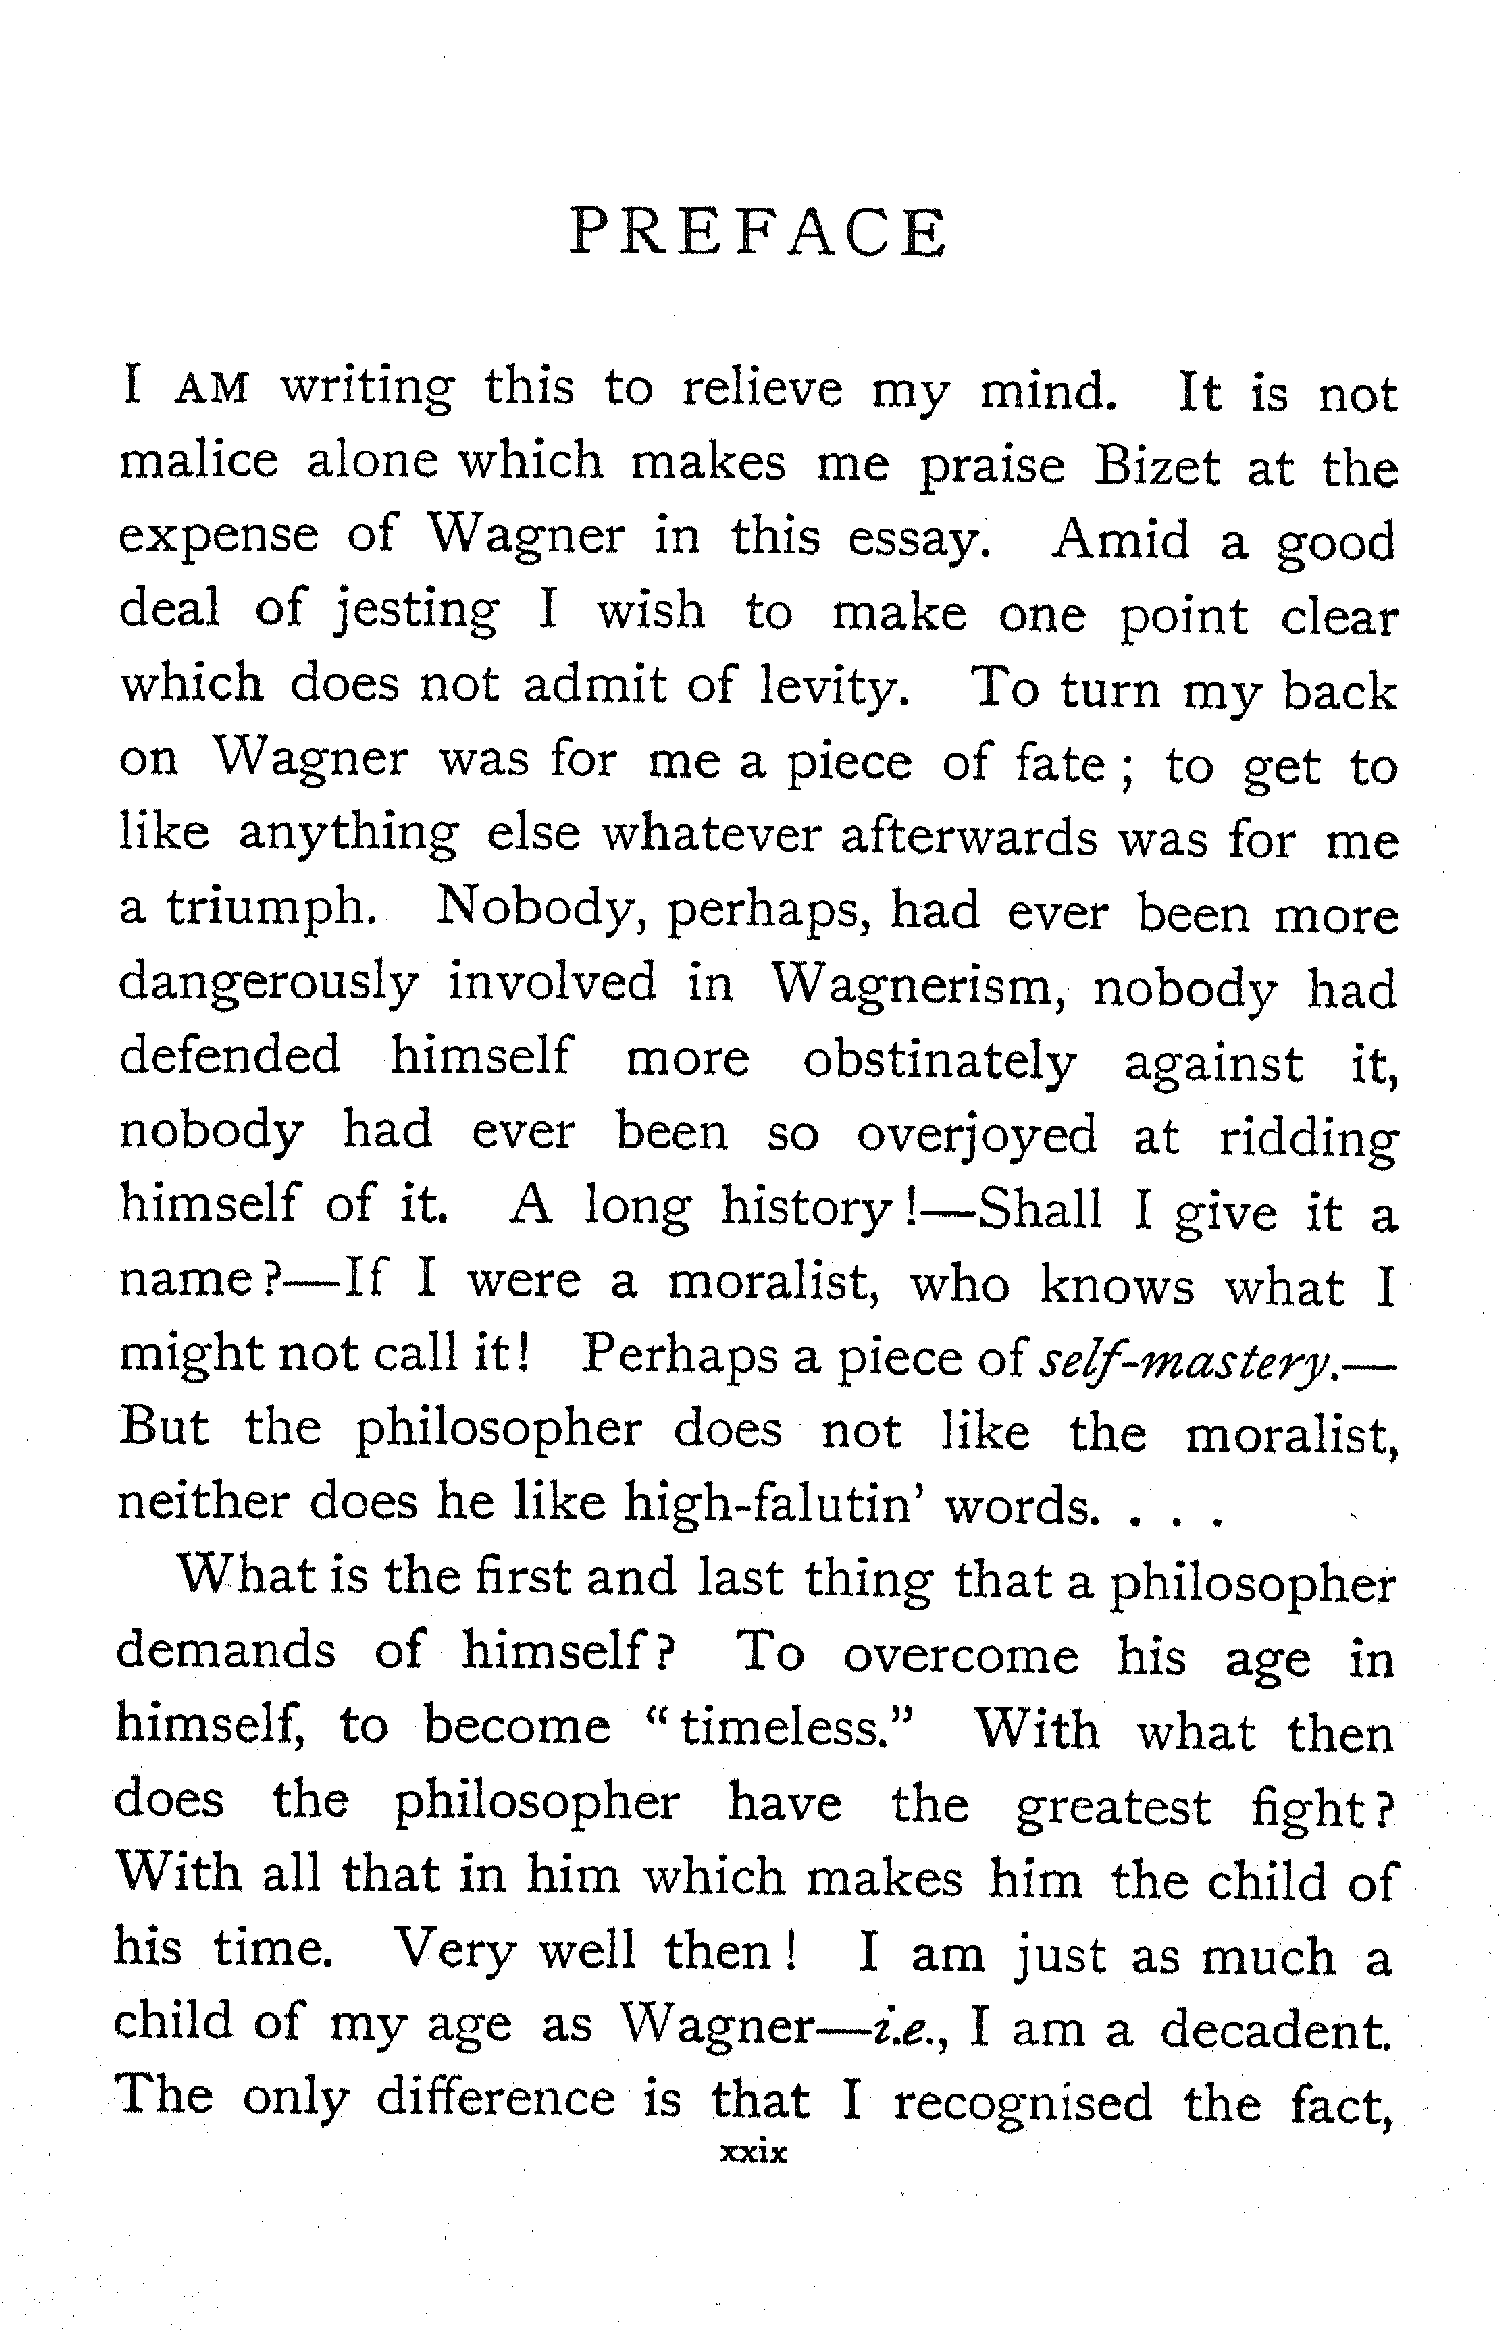 PREFACE
I AM writing this to relieve my mind. It is not
malice alone which makes me praise Bizet at the
expense of Wagner in this essay. Amid a good
deal of jesting I wish to make one point clear
which does not admit of levity. To turn my back
on Wagner was for me a piece of fate ; to get to
like anything else whatever afterwards was for me
a triumph. Nobody, perhaps, had ever been more
dangerously involved in Wagnerism, nobody had
defended himself more obstinately against it,
nobody had ever been so overjoyed at ridding
himself of it. A long history !—Shall I give it a
name ?—If I were a moralist, who knows what I
might not call it! Perhaps a piece of self-mastery.—
But the philosopher does not like the moralist,
neither does he like high-falutin’ words. . . .
What is the first and last thing that a philosopher
demands of himself ? To overcome his age in
himself, to become “ timeless.” With what then
does the philosopher have the greatest fight ?
With all that in him which makes him the child of
his time. Very well then ! I am just as much a
child of my age as Wagner—i.e., I am a decadent.
The only difference is that I recognised the fact,
xxix